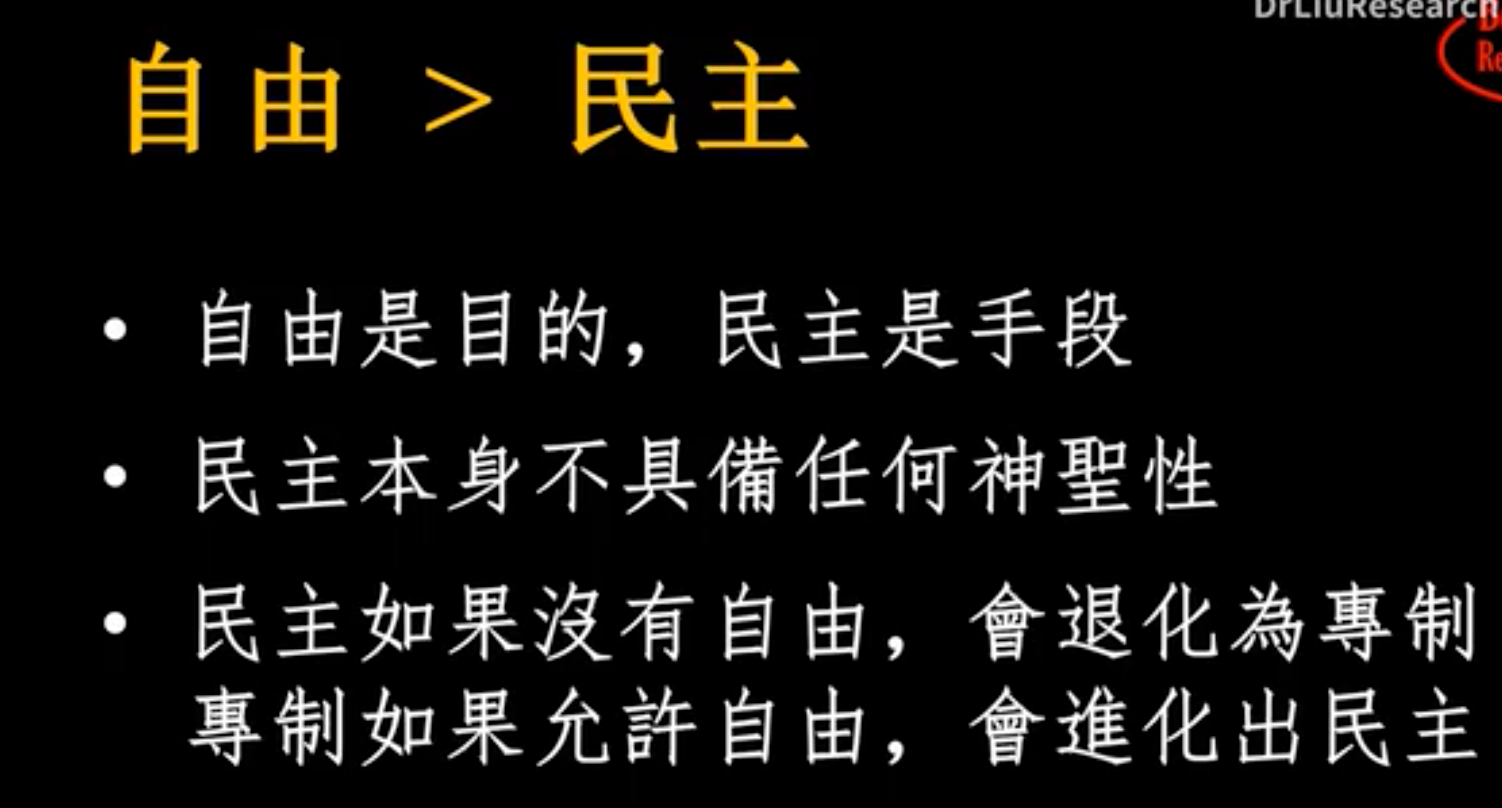 DrLiuResearch
自由 > 民主
• 自由是目的，民主是手段
• 民主本身不具備任何神聖性
• 民主如果沒有自由，會退化為專制
專制如果允許自由，會進化出民主